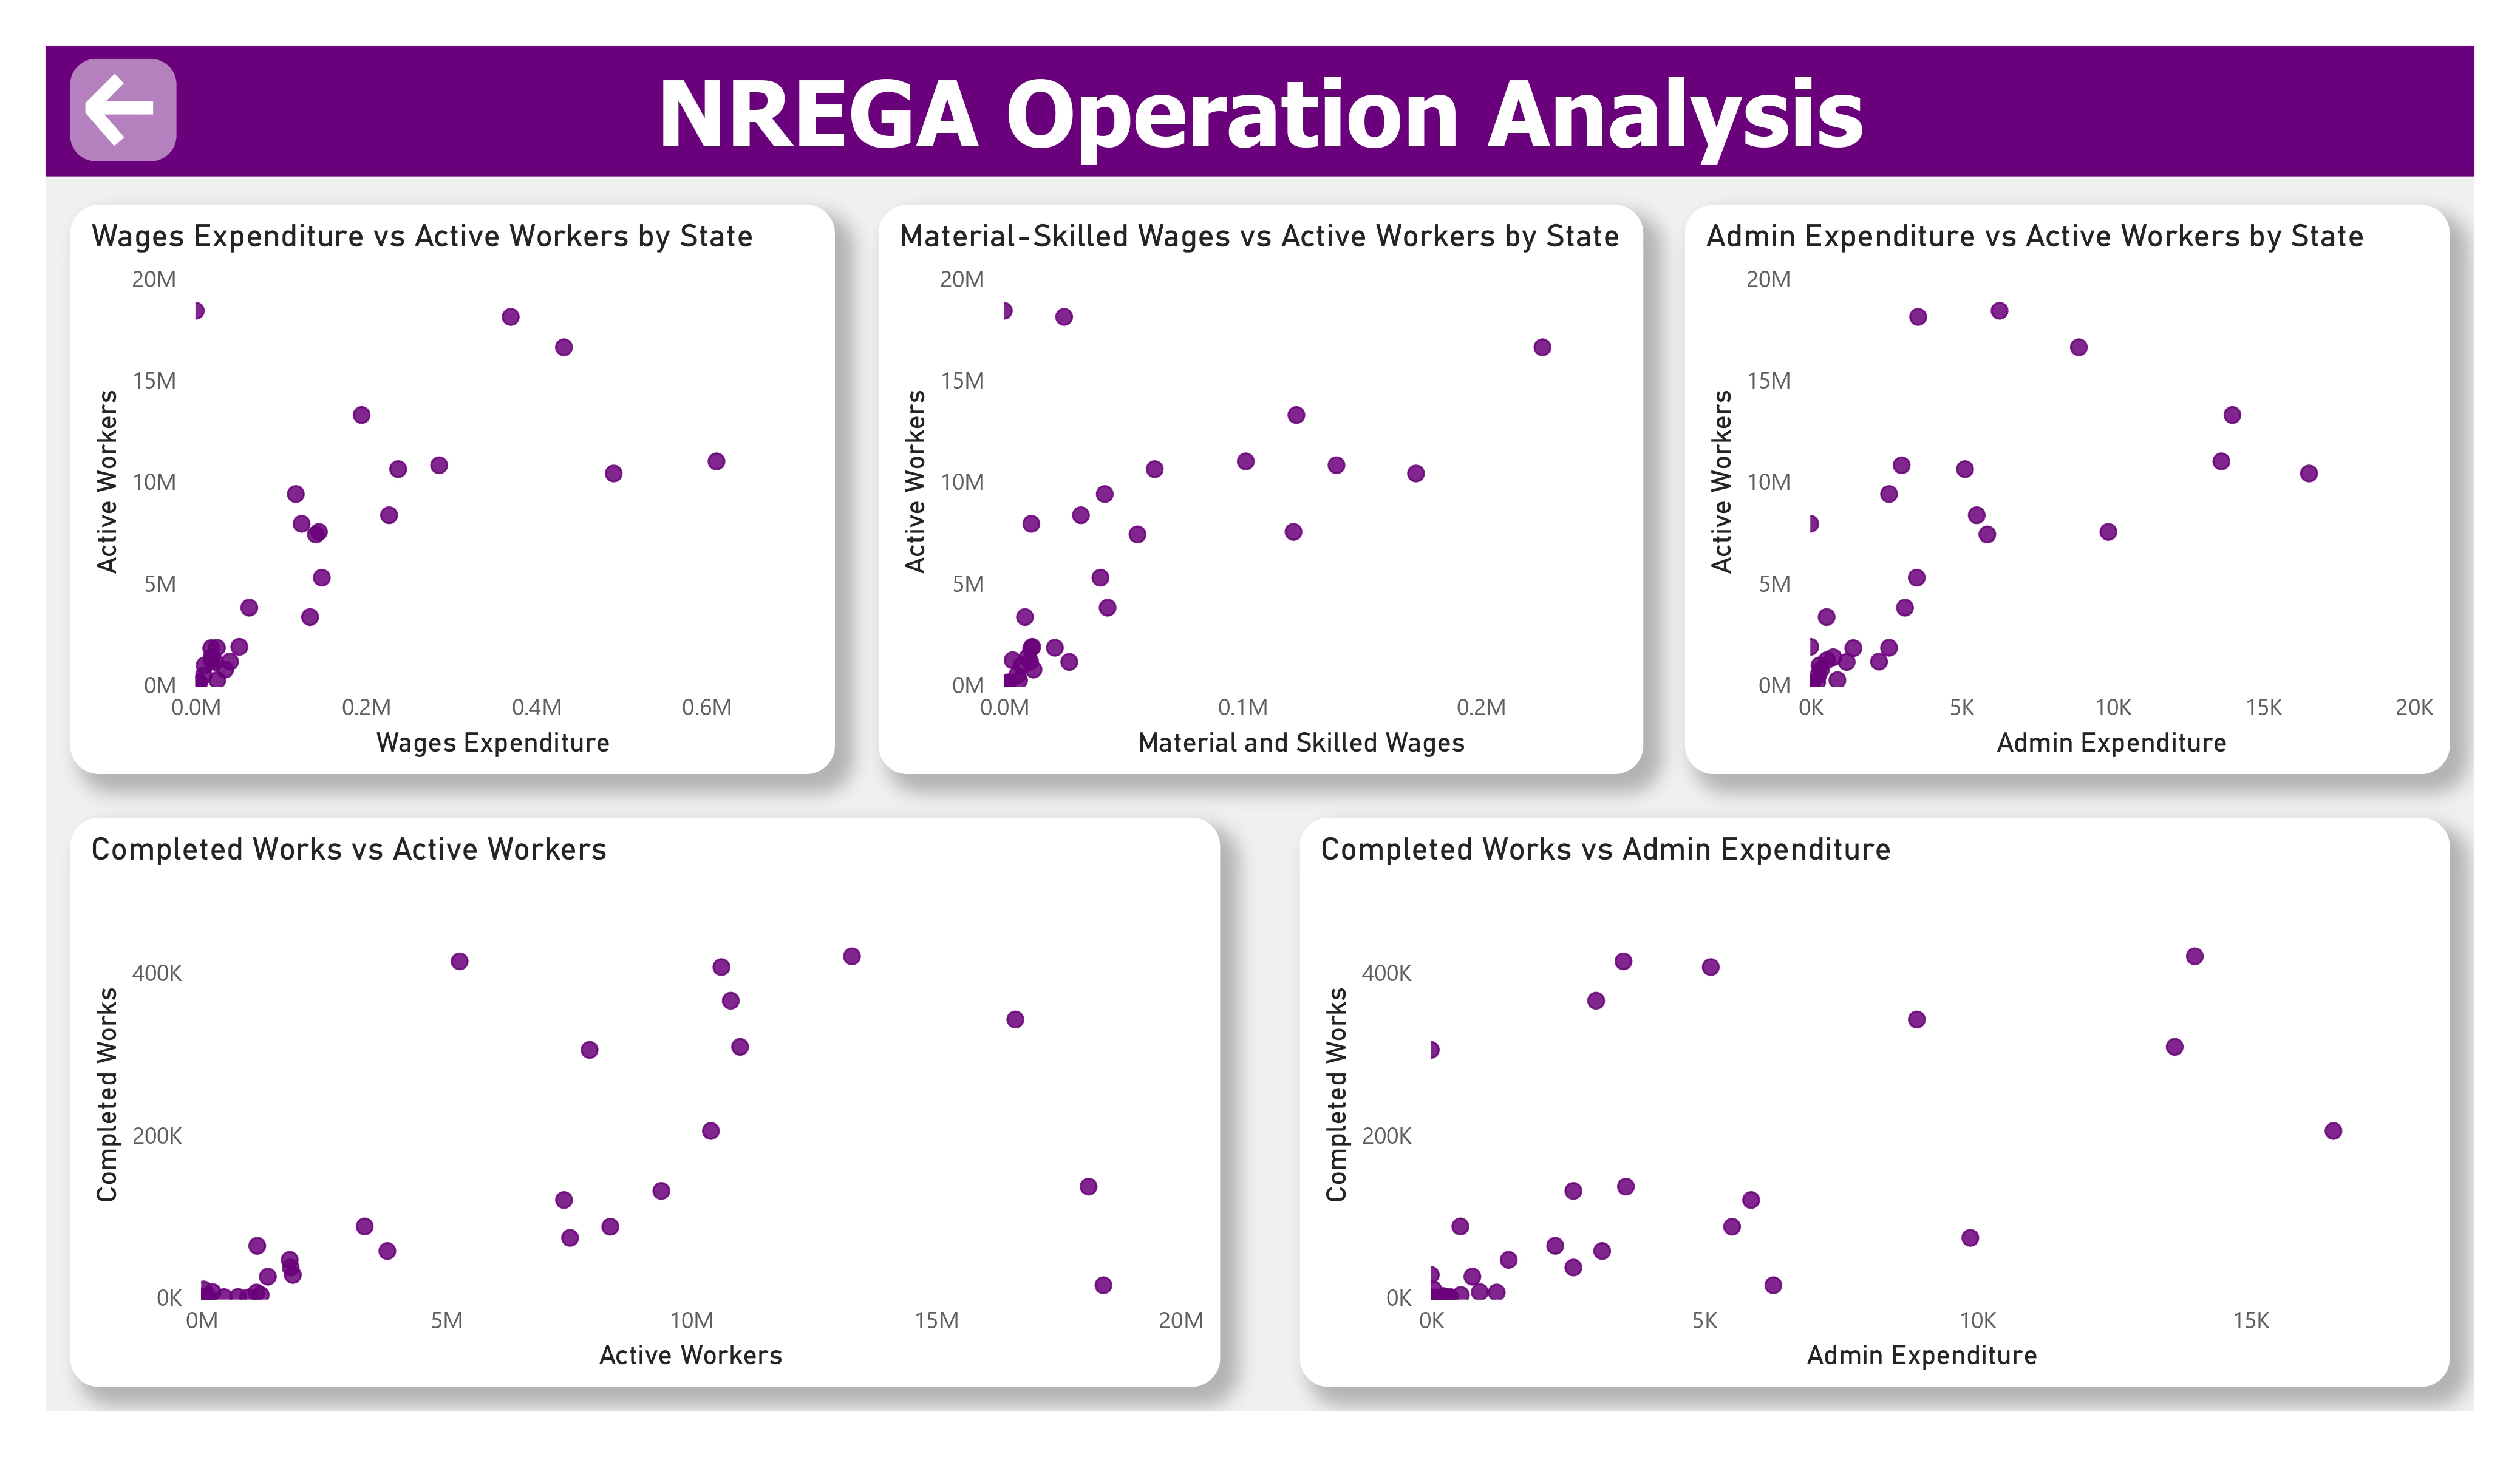 NREGA Operation Analysis
Wages Expenditure vs Active Workers by State
20M
15M
10M
5M
0M
Active Workers
0.0M 0.2M 0.4M 0.6M
Wages Expenditure
Material-Skilled Wages vs Active Workers by State
20M
15M
10M
5M
0M
Active Workers
0.0M 0.1M 0.2M
Material and Skilled Wages
Admin Expenditure vs Active Workers by State
20M
15M
10M
5M
0M
Active Workers
0K 5K 10K 15K 20K
Admin Expenditure
Completed Works vs Active Workers
400K
200K
0K
Completed Works
0M 5M 10M 15M 20M
Active Workers
Completed Works vs Admin Expenditure
400K
200K
0K
Completed Works
0K 5K 10K 15K
Admin Expenditure